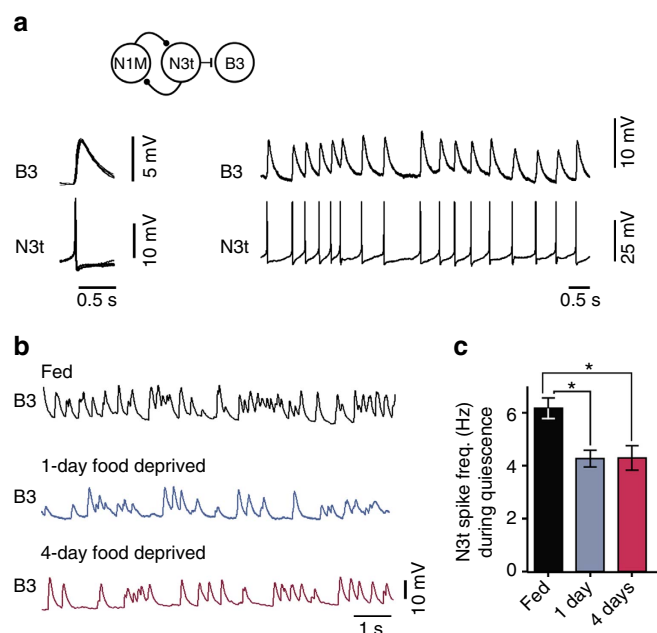 a
N1M N3t B3
B3
5 mV
B3
10 mV
N3t
10 mV
N3t
25 mV
0.5 s
0.5 s
b
Fed
B3
1-day food deprived
B3
4-day food deprived
B3
10 mV
1 s
c
* 
*
N3t spike freq. (Hz)
during quiescence
6
4
2
0
Fed
1 day
4 days